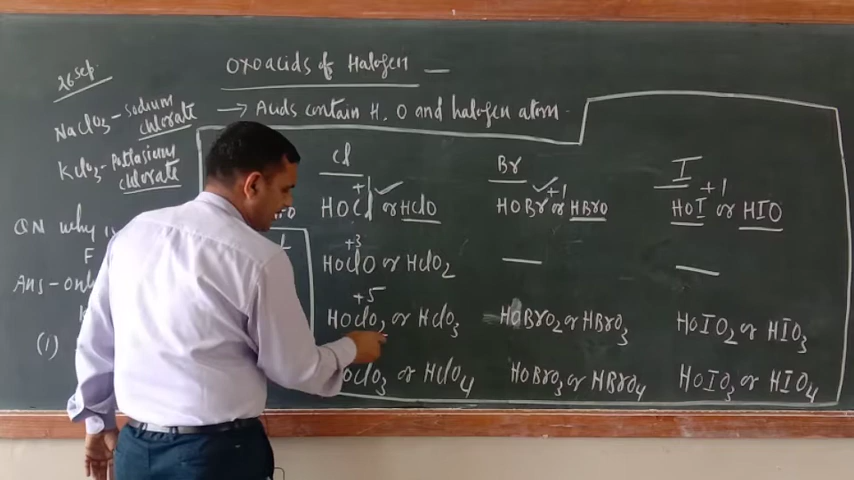 26 sep.
Oxoacids of Halogen —
NaClO3 - Sodium chlorate
→ Acids contain H, O and halogen atom.
KClO3 - Pottasium chlorate
Cl Br I
+1 +1 +1
HOCl or HClO HOBr or HBrO HOI or HIO
QN why
+3
HOClO or HClO2 — —
Ans - onl
+5
HOClO2 or HClO3 HOBrO2 or HBrO3 HOIO2 or HIO3
(1)
HOClO3 or HClO4 HOBrO3 or HBrO4 HOIO3 or HIO4